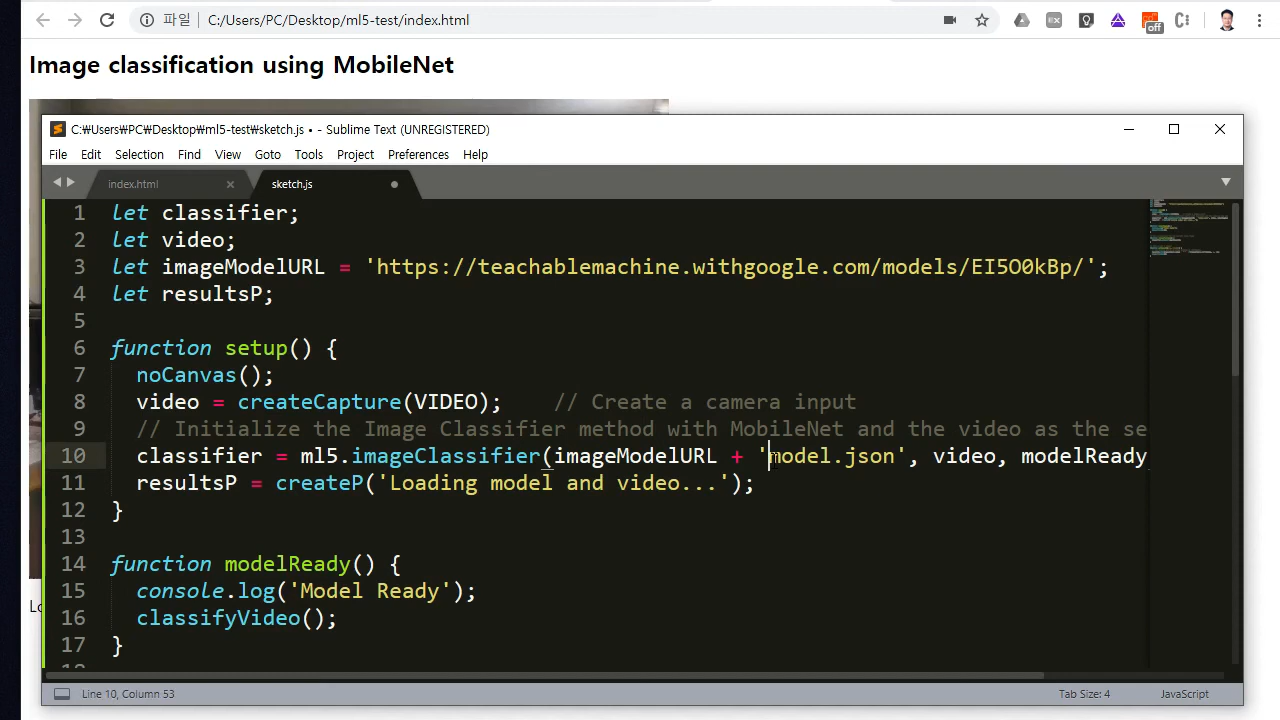 파일 C:/Users/PC/Desktop/ml5-test/index.html
EX
off
Image classification using MobileNet
C:₩Users₩PC₩Desktop₩ml5-test₩sketch.js • - Sublime Text (UNREGISTERED)
File Edit Selection Find View Goto Tools Project Preferences Help
index.html sketch.js
1 let classifier;
2 let video;
3 let imageModelURL = 'https://teachablemachine.withgoogle.com/models/EI5O0kBp/';
4 let resultsP;
5
6 function setup() {
7 noCanvas();
8 video = createCapture(VIDEO); // Create a camera input
9 // Initialize the Image Classifier method with MobileNet and the video as the se
10 classifier = ml5.imageClassifier(imageModelURL + 'model.json', video, modelReady
11 resultsP = createP('Loading model and video...');
12 }
13
14 function modelReady() {
15 console.log('Model Ready');
16 classifyVideo();
17 }
Lo
Line 10, Column 53 Tab Size: 4 JavaScript